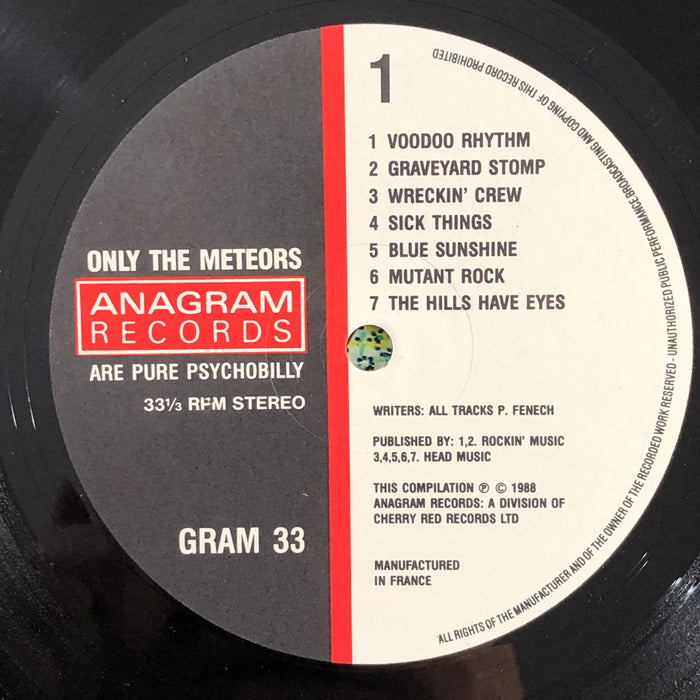 ONLY THE METEORS
ANAGRAM
RECORDS
ARE PURE PSYCHOBILLY
33⅓ RPM STEREO
GRAM 33
1
1 VOODOO RHYTHM
2 GRAVEYARD STOMP
3 WRECKIN' CREW
4 SICK THINGS
5 BLUE SUNSHINE
6 MUTANT ROCK
7 THE HILLS HAVE EYES
WRITERS: ALL TRACKS P. FENECH
PUBLISHED BY: 1,2. ROCKIN' MUSIC
3,4,5,6,7. HEAD MUSIC
THIS COMPILATION ℗ © 1988
ANAGRAM RECORDS: A DIVISION OF
CHERRY RED RECORDS LTD
MANUFACTURED
IN FRANCE
'ALL RIGHTS OF THE MANUFACTURER AND OF THE OWNER OF THE RECORDED WORK RESERVED - UNAUTHORIZED PUBLIC PERFORMANCE BROADCASTING AND COPYING OF THIS RECORD PROHIBITED